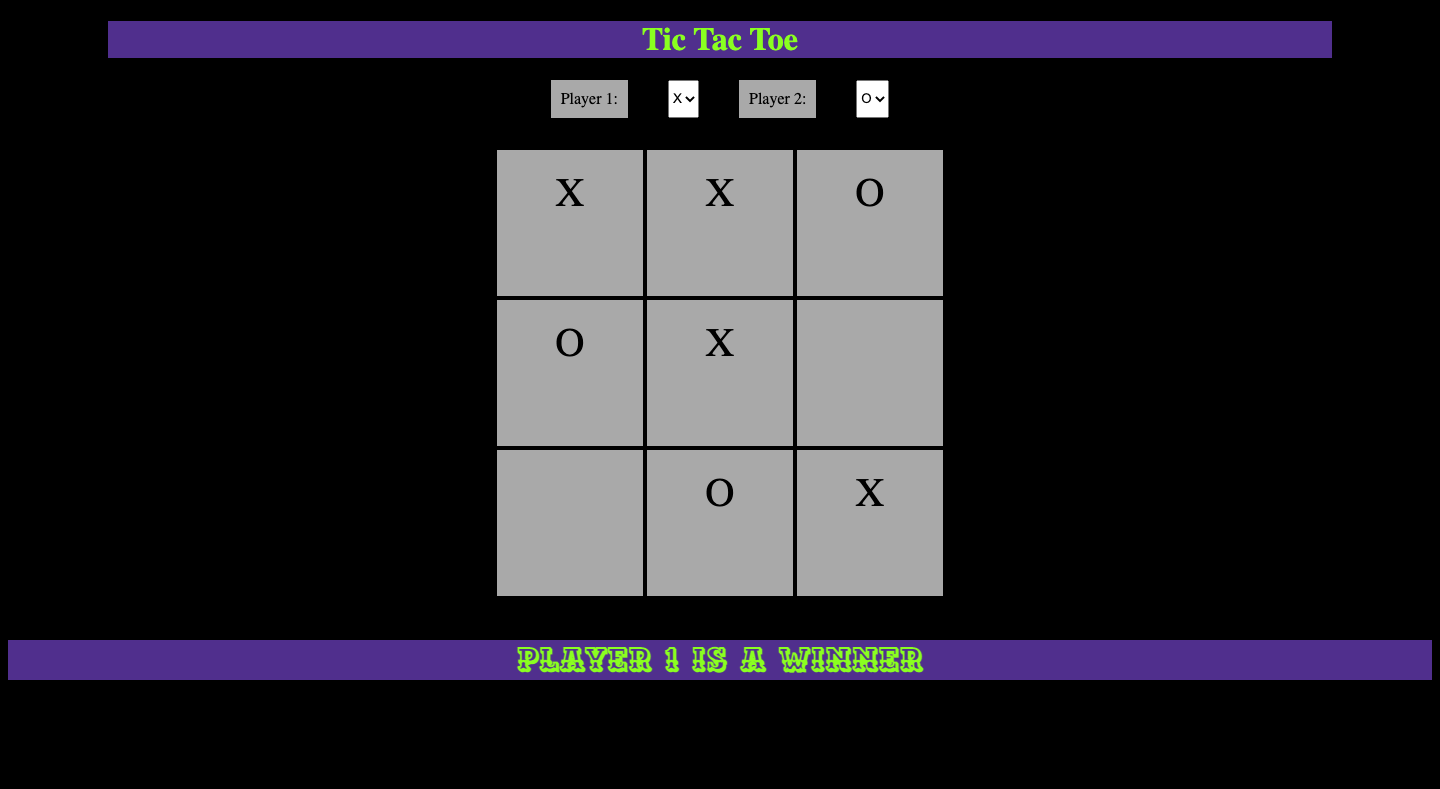 Tic Tac Toe
Player 1: X Player 2: O
X X O
O X
O X
PLAYER 1 IS A WINNER